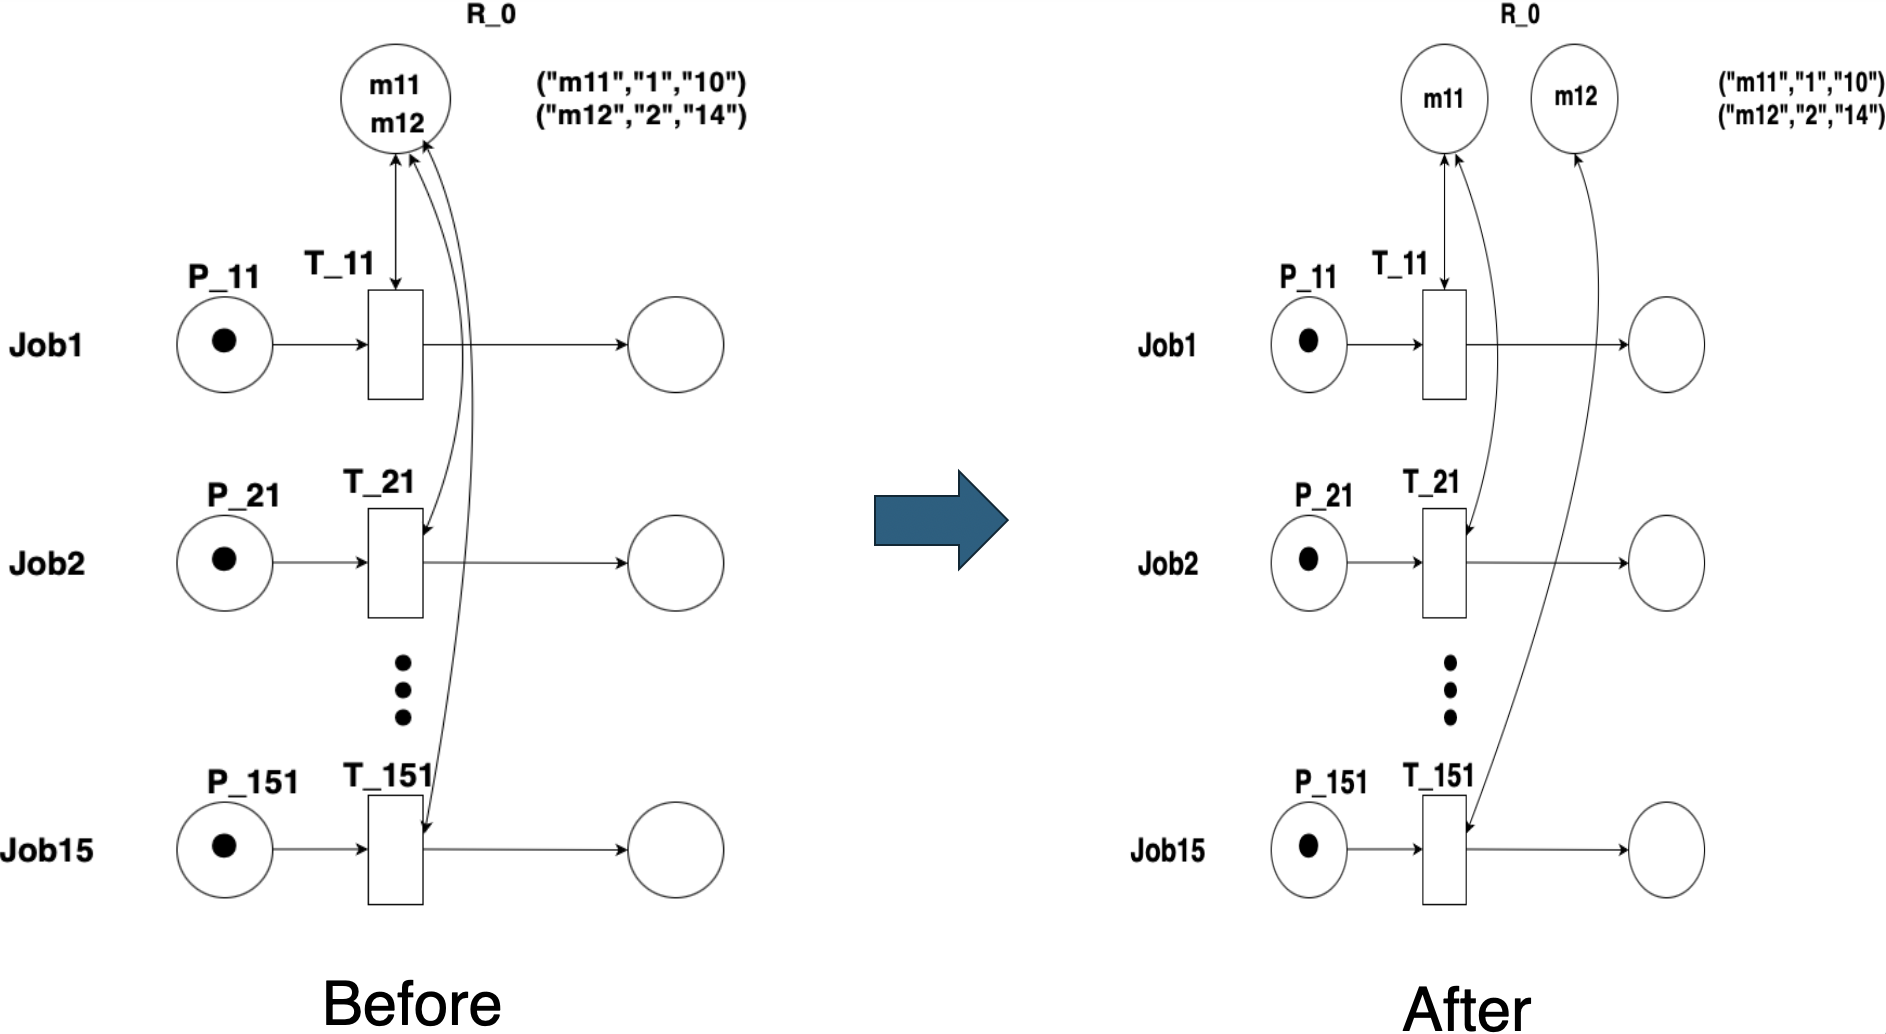 R_0
m11
m12
("m11","1","10")
("m12","2","14")
P_11
T_11
Job1
P_21
T_21
Job2
P_151
T_151
Job15
Before
R_0
m11
m12
("m11","1","10")
("m12","2","14")
P_11
T_11
Job1
P_21
T_21
Job2
P_151
T_151
Job15
After